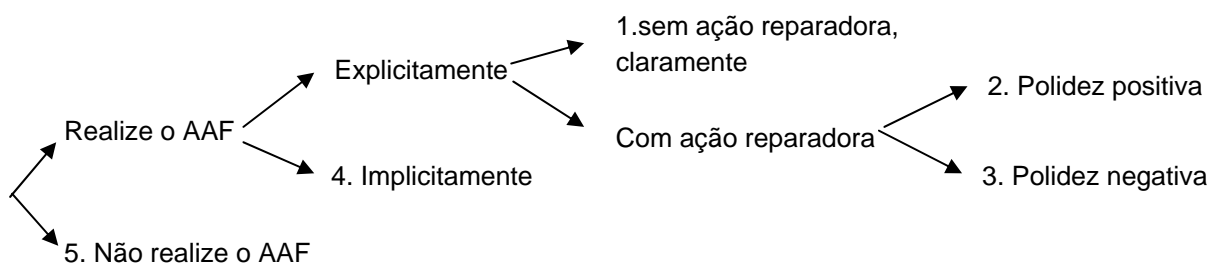 1.sem ação reparadora,
claramente
Explicitamente
2. Polidez positiva
Realize o AAF
Com ação reparadora
4. Implicitamente
3. Polidez negativa
5. Não realize o AAF